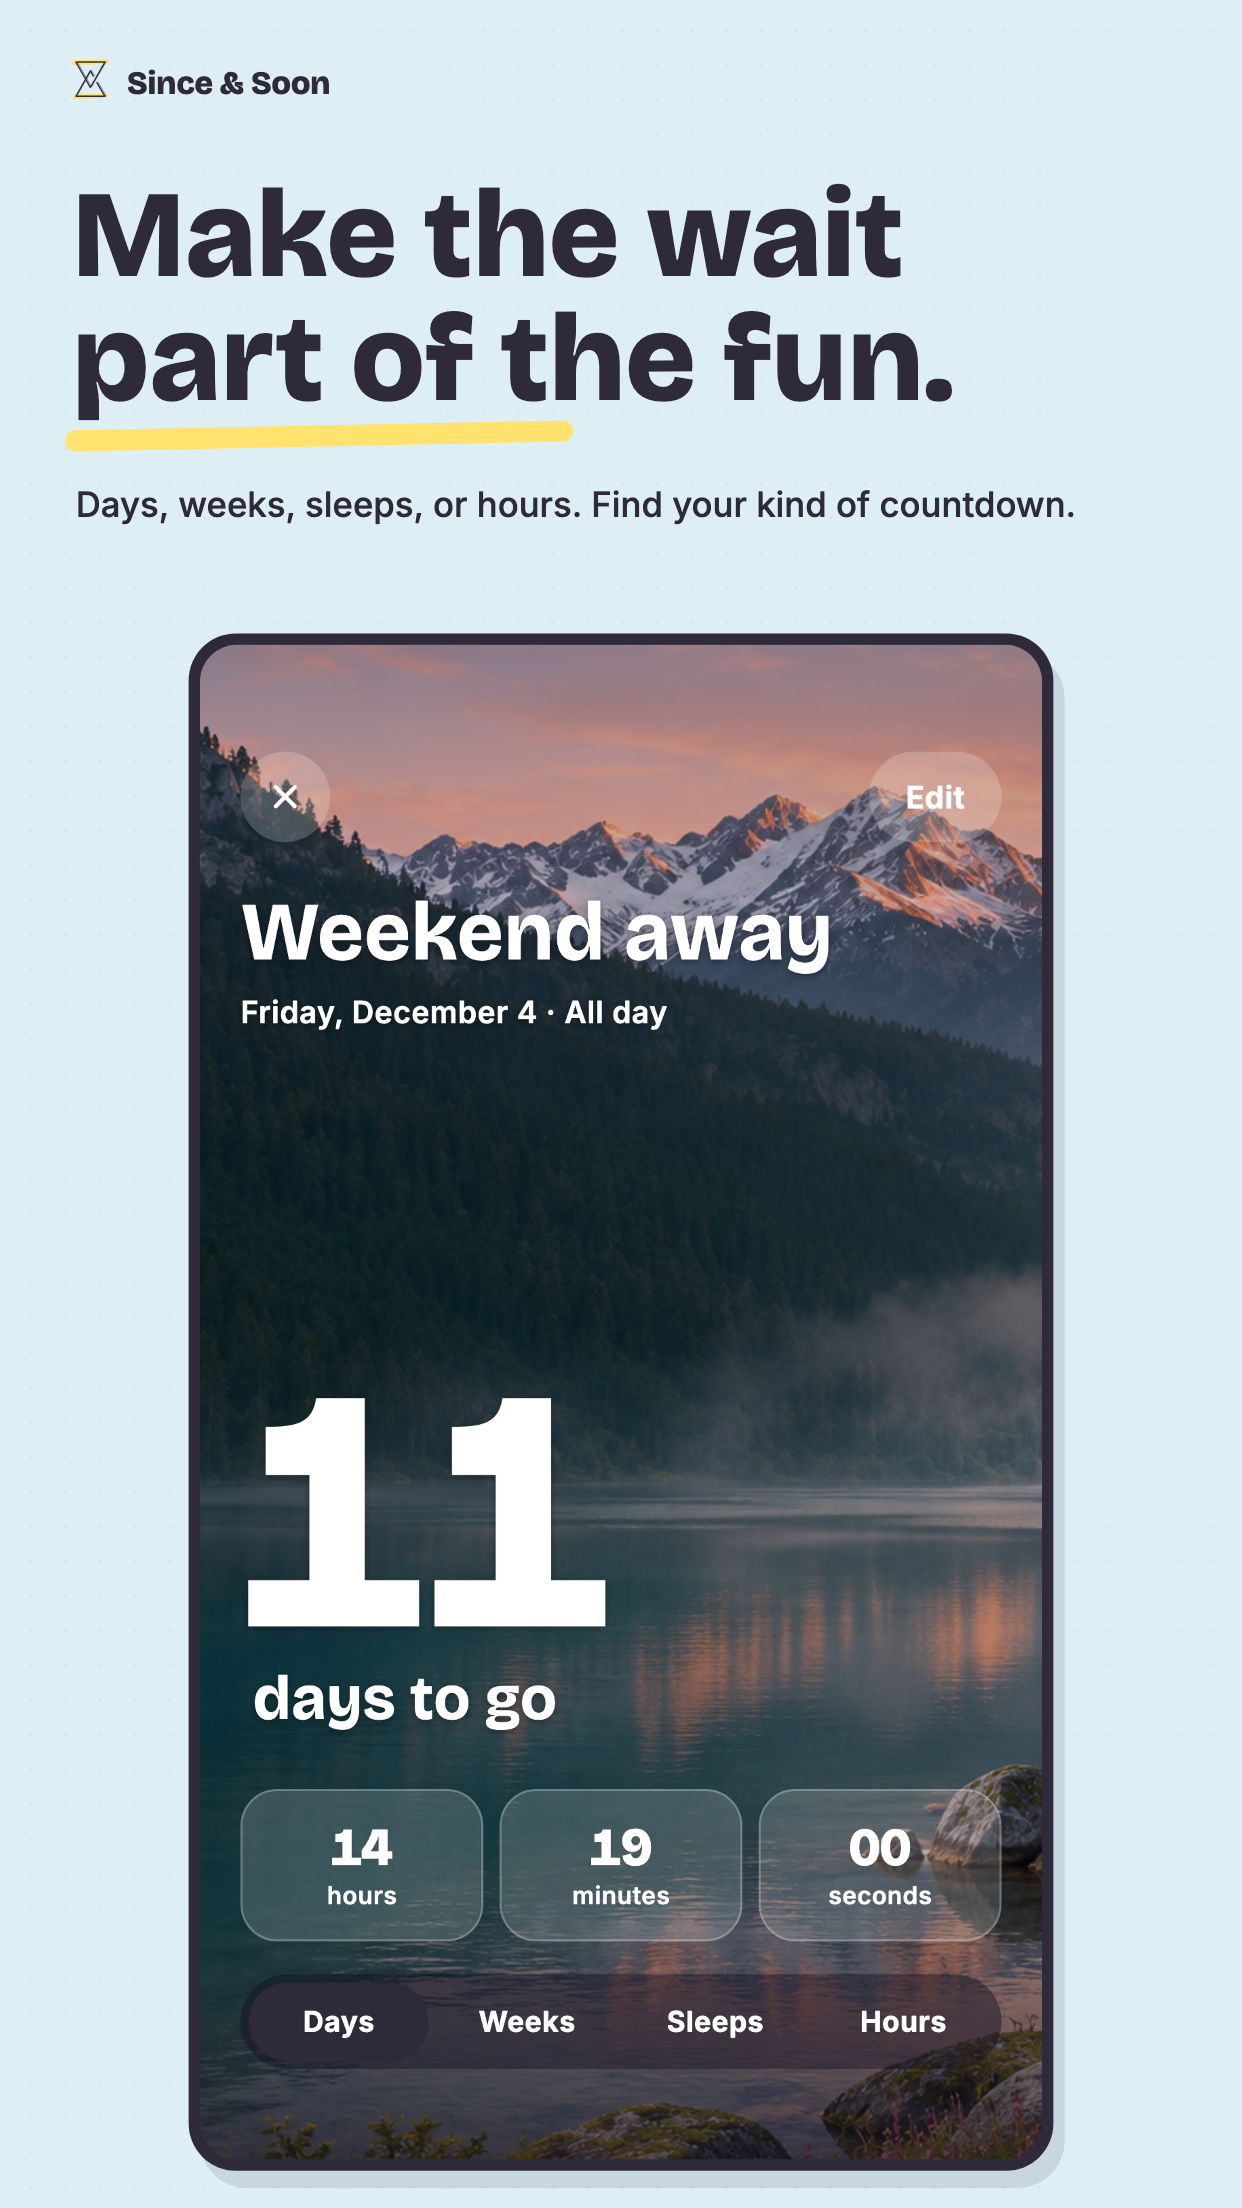 Since & Soon
Make the wait
part of the fun.
Days, weeks, sleeps, or hours. Find your kind of countdown.
Edit
Weekend away
Friday, December 4 · All day
11
days to go
14 19 00
hours minutes seconds
Days Weeks Sleeps Hours